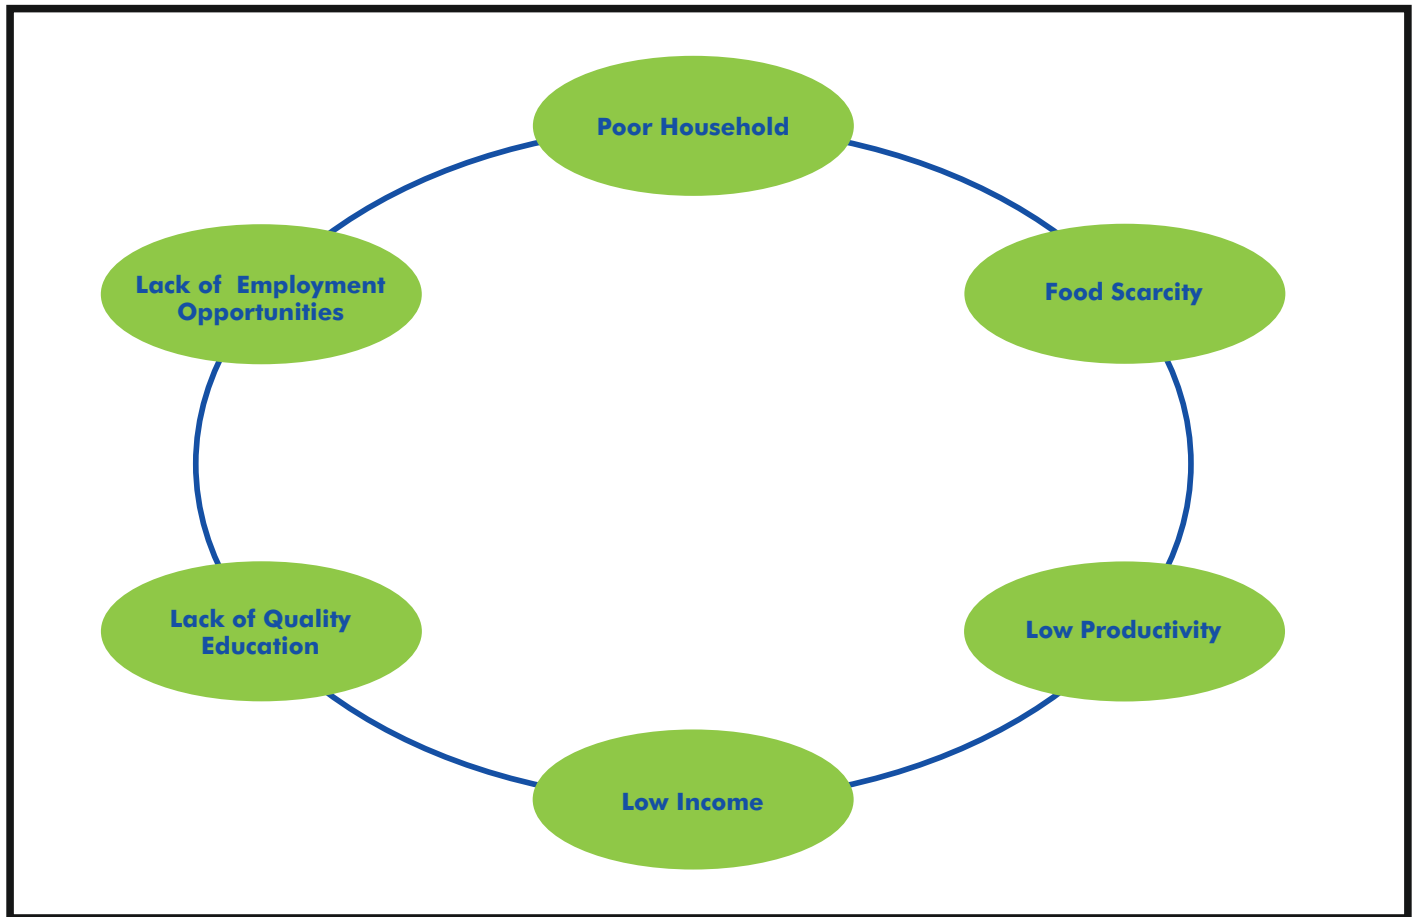 Poor Household
Lack of  Employment
Opportunities
Food Scarcity
Lack of Quality
Education
Low Productivity
Low Income